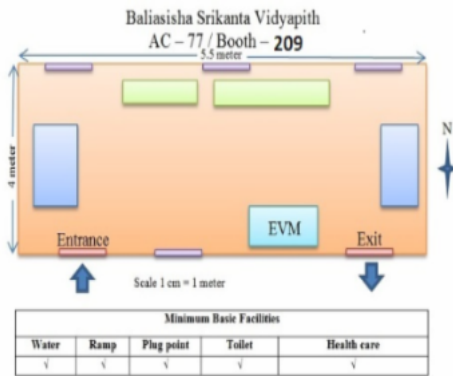 Baliasisha Srikanta Vidyapith
AC – 77 / Booth – 209
5.5 meter
4 meter
N
EVM
Entrance
Exit
Scale 1 cm = 1 meter
Minimum Basic Facilities
Water Ramp Plug point Toilet Health care
√ √ √ √ √